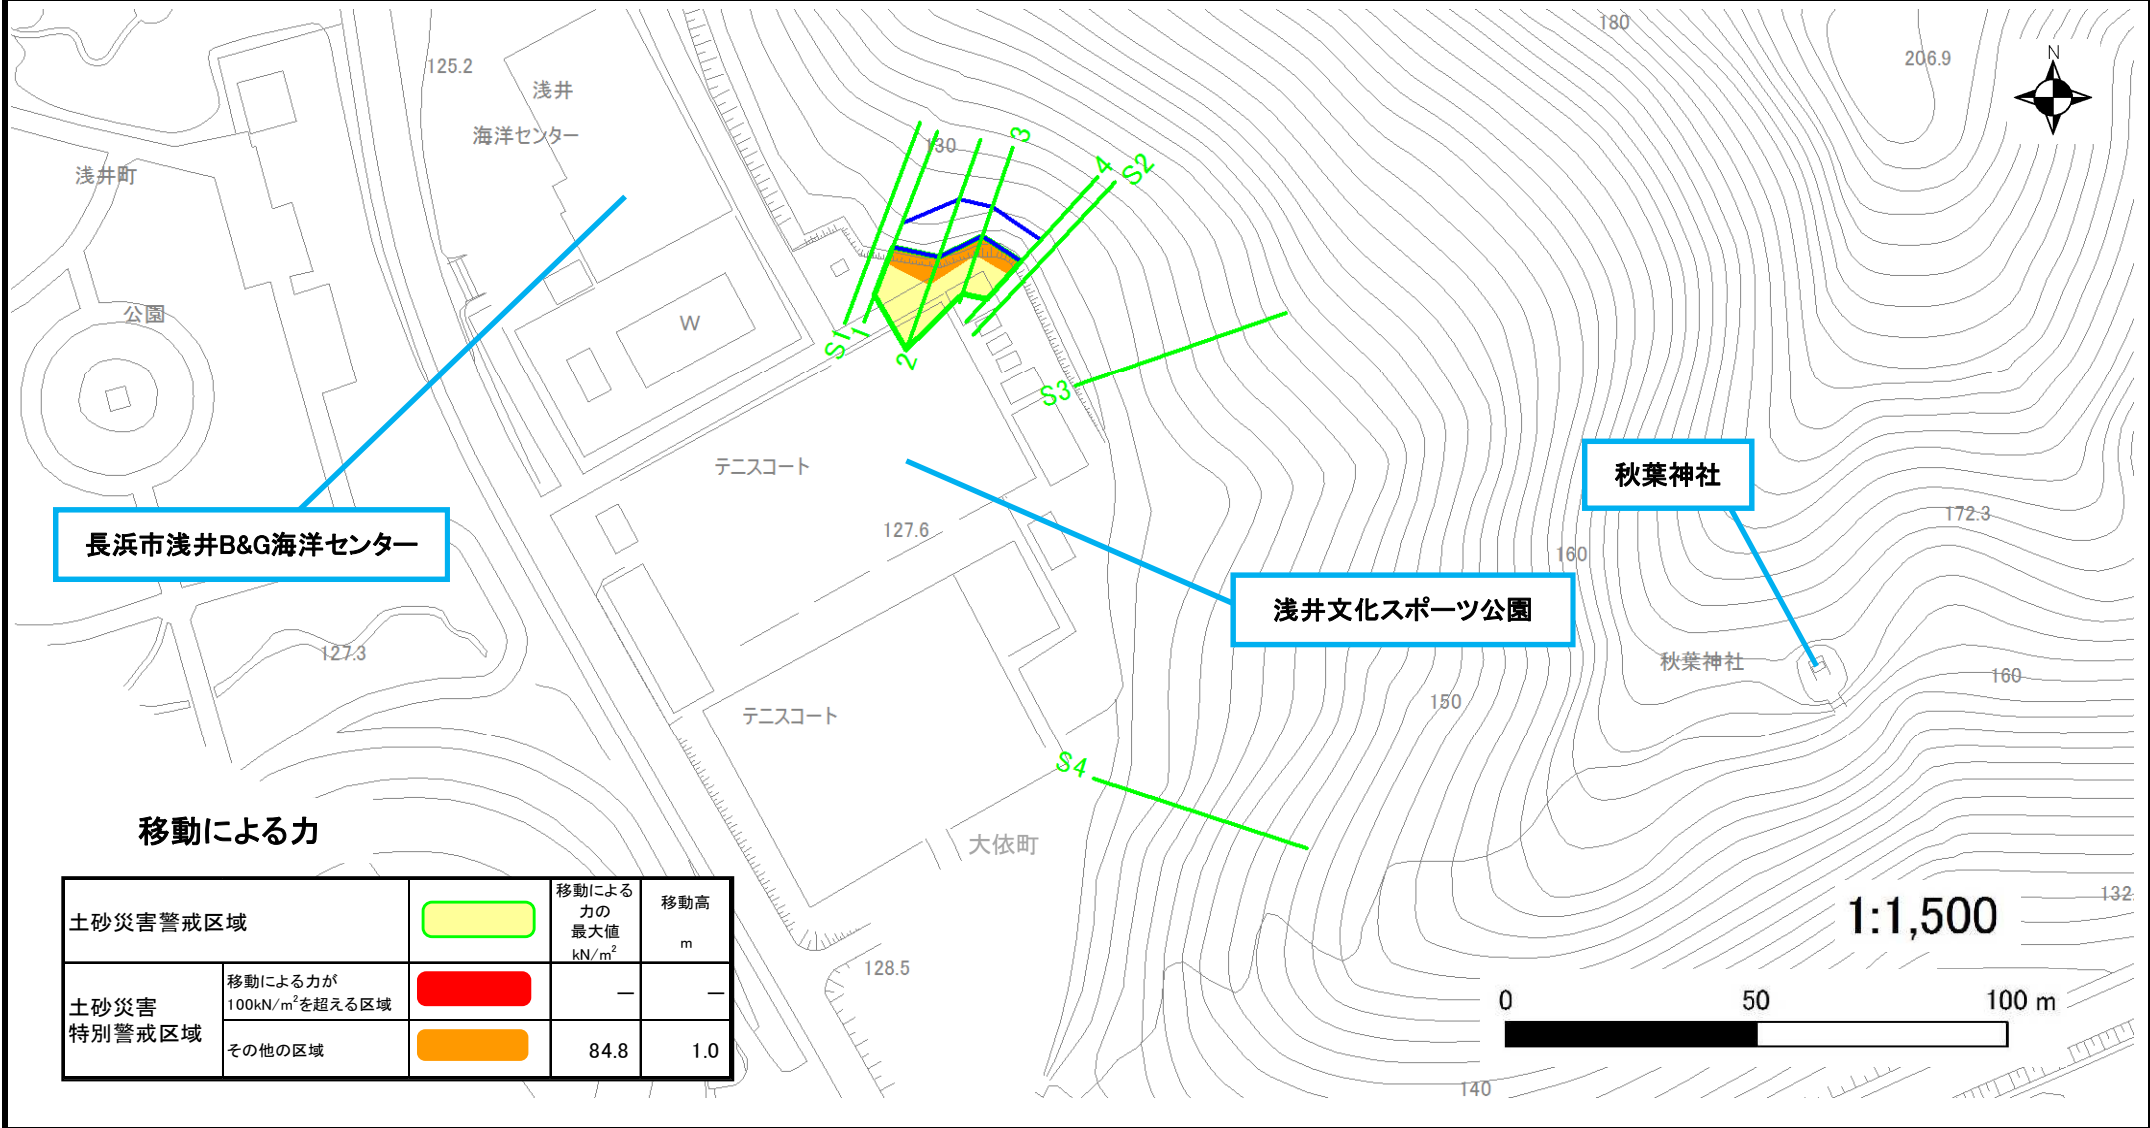 180
206.9
N
125.2
浅井
海洋センター
浅井町
130
3
4
S2
公園
W
S1
1
2
S3
テニスコート
秋葉神社
長浜市浅井B&G海洋センター
127.6
172.3
160
浅井文化スポーツ公園
127.3
秋葉神社
160
150
テニスコート
S4
大依町
132.
128.5
140
移動による力
土砂災害警戒区域
移動による
力の
最大値
kN/m²
移動高
m
土砂災害
特別警戒区域
移動による力が
100kN/m²を超える区域
－
－
その他の区域
84.8
1.0
1:1,500
0
50
100 m